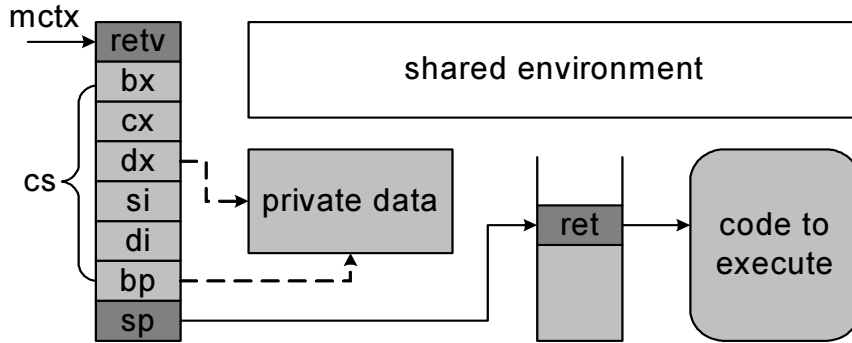 mctx
retv
bx
cx
dx
si
di
bp
sp
cs
shared environment
private data
ret
code to
execute